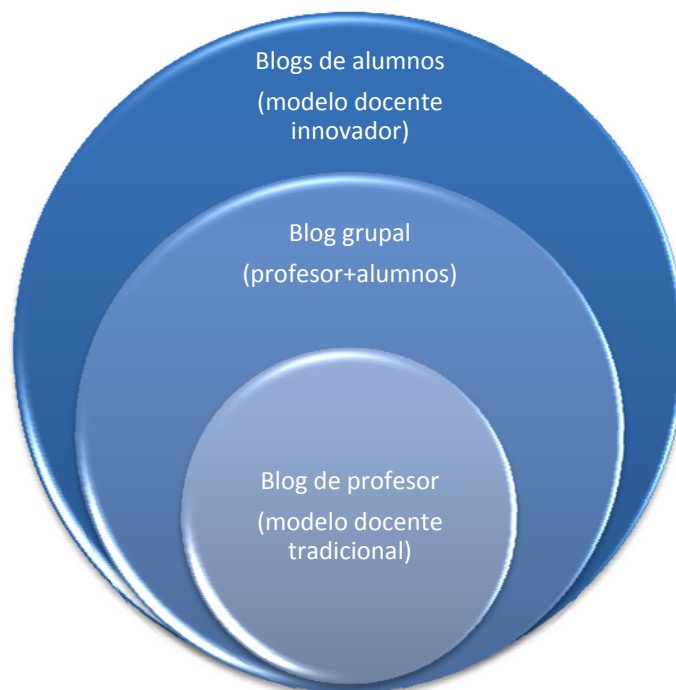 Blogs de alumnos
(modelo docente
innovador)
Blog grupal
(profesor+alumnos)
Blog de profesor
(modelo docente
tradicional)